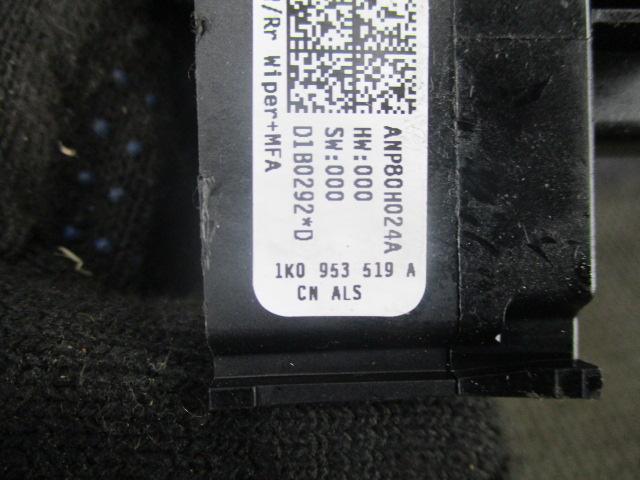 /Rr Wiper+MFA
ANP80H024A
HW:000
SW:000
D1B0292*D
1K0 953 519 A
CN ALS